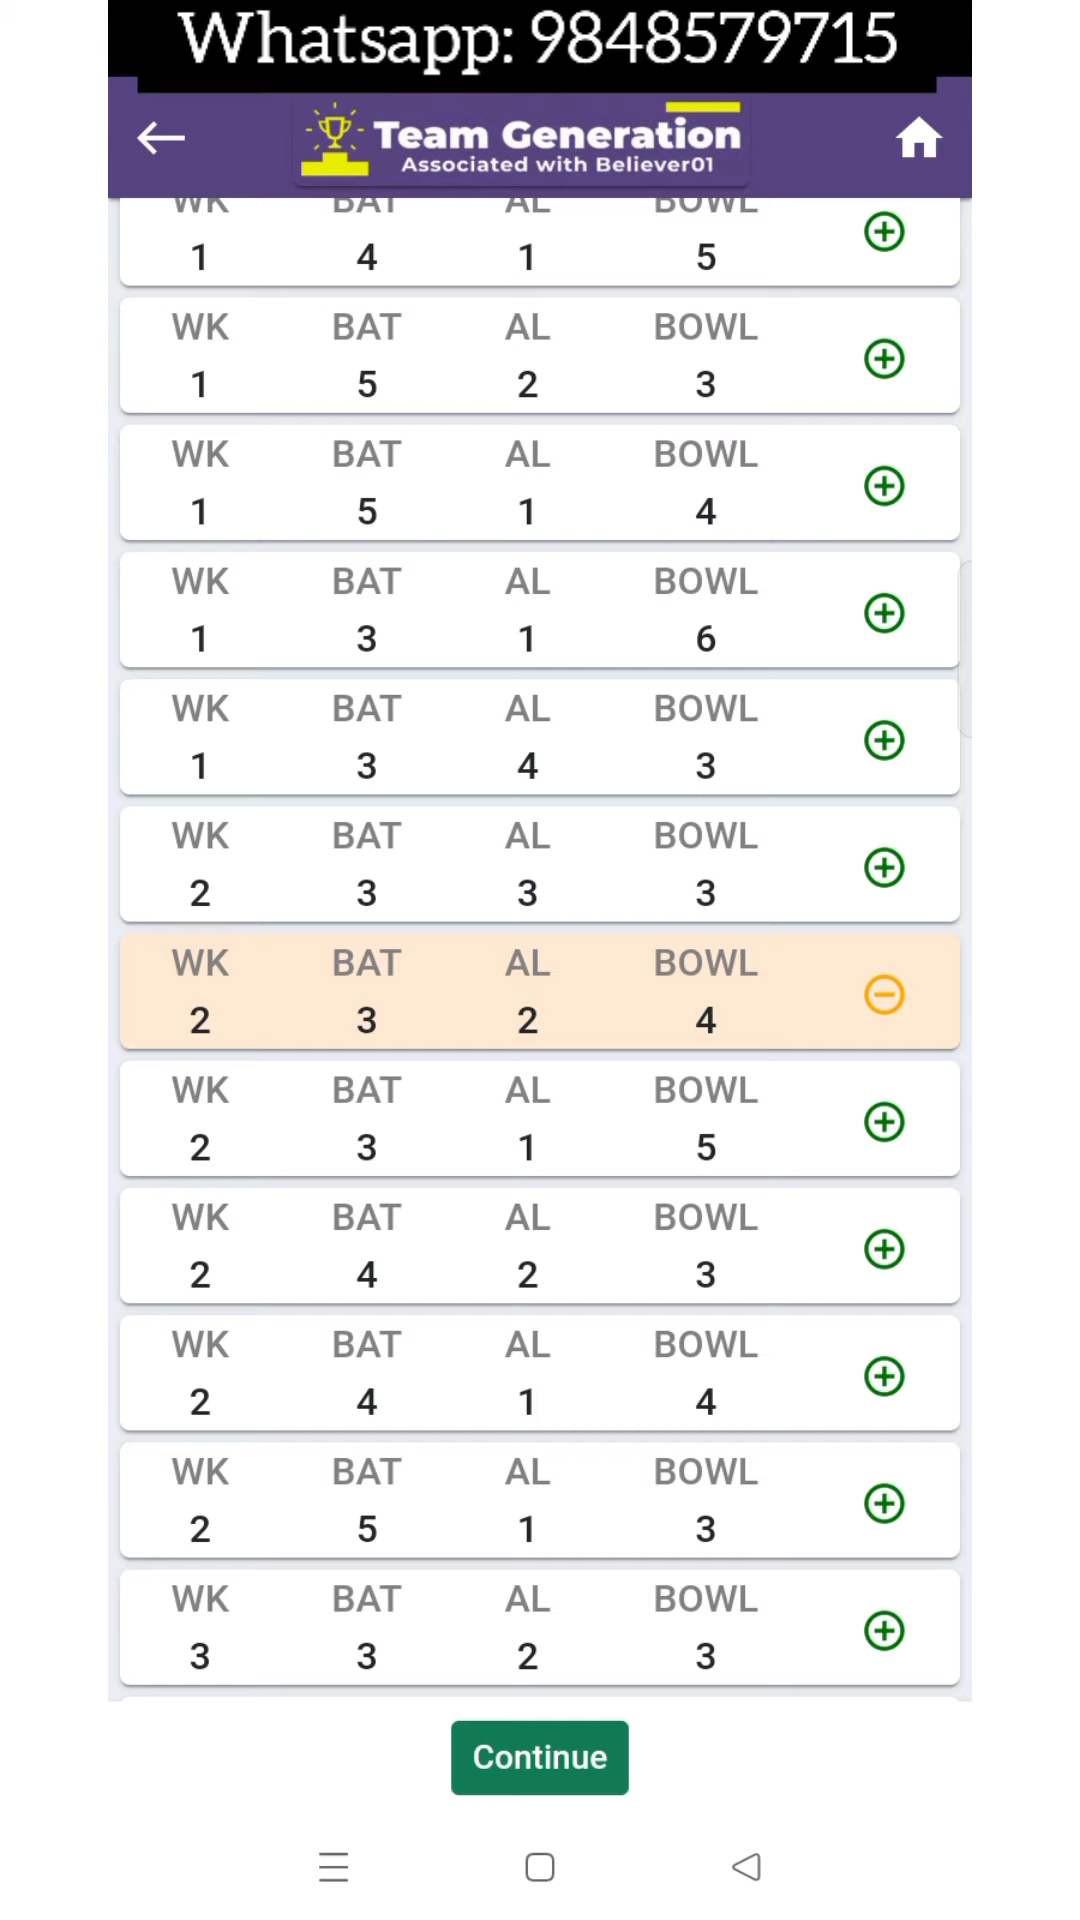 Whatsapp: 9848579715
Team Generation
Associated with Believer01
WK BAT AL BOWL
1 4 1 5
WK BAT AL BOWL
1 5 2 3
WK BAT AL BOWL
1 5 1 4
WK BAT AL BOWL
1 3 1 6
WK BAT AL BOWL
1 3 4 3
WK BAT AL BOWL
2 3 3 3
WK BAT AL BOWL
2 3 2 4
WK BAT AL BOWL
2 3 1 5
WK BAT AL BOWL
2 4 2 3
WK BAT AL BOWL
2 4 1 4
WK BAT AL BOWL
2 5 1 3
WK BAT AL BOWL
3 3 2 3
Continue